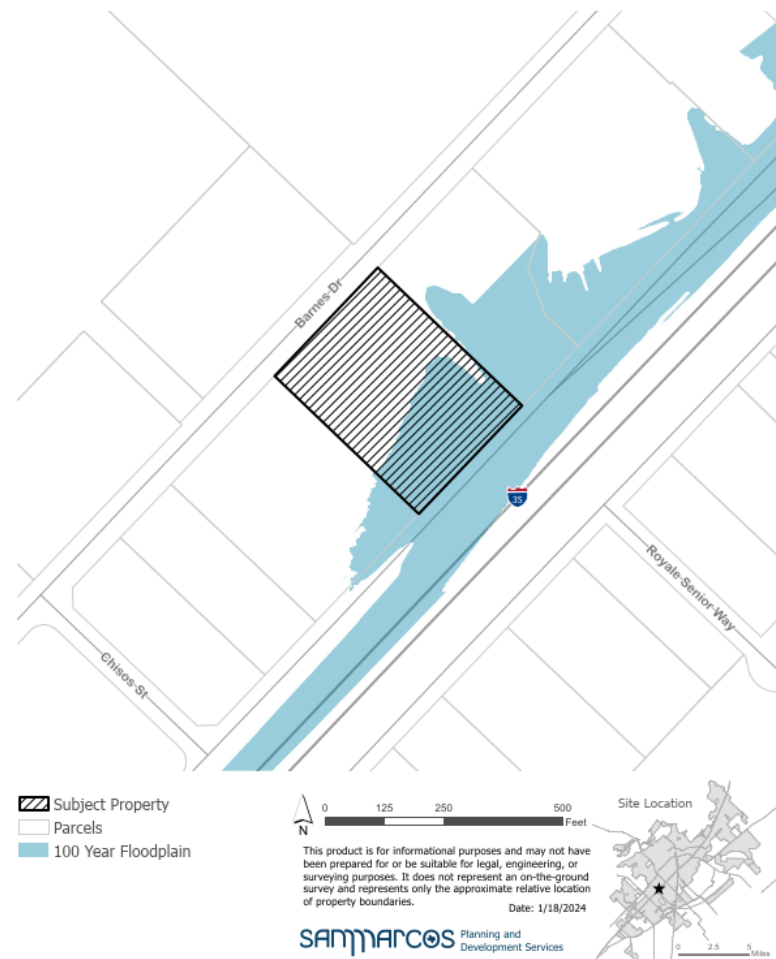 Barnes Dr
35
Royale Senior Way
Chisos St
Subject Property
Parcels
100 Year Floodplain
N
0 125 250 500
Feet
This product is for informational purposes and may not have
been prepared for or be suitable for legal, engineering, or
surveying purposes. It does not represent an on-the-ground
survey and represents only the approximate relative location
of property boundaries.
Date: 1/18/2024
SANMARCOS
Planning and
Development Services
Site Location
0 2.5 5
Miles